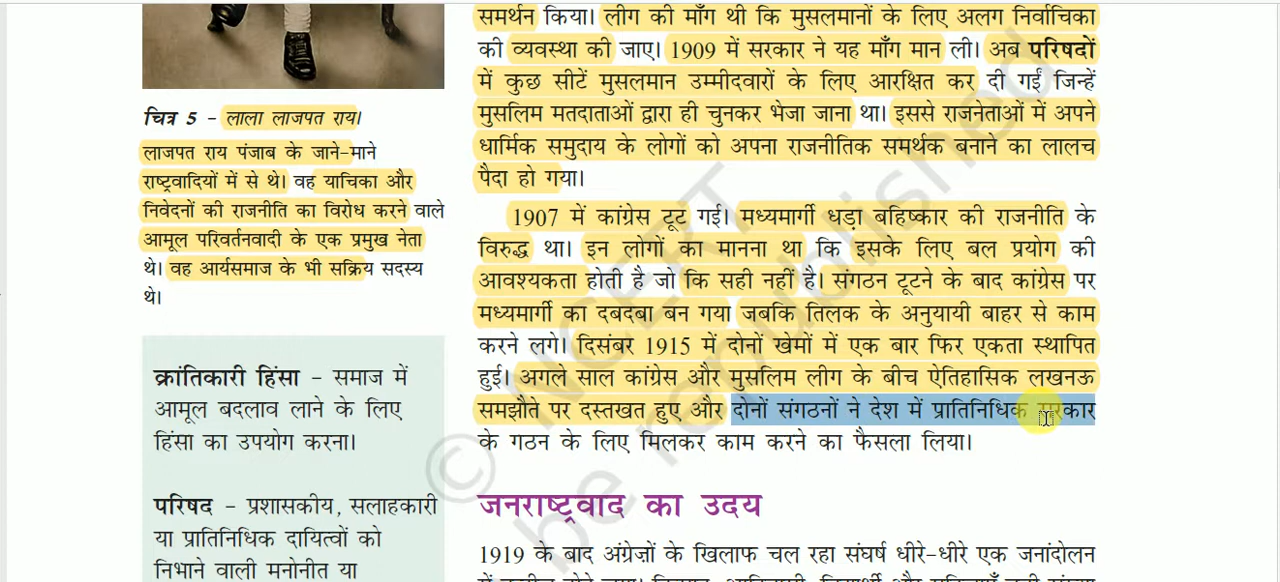 चित्र 5 – लाला लाजपत राय।
लाजपत राय पंजाब के जाने-माने
राष्ट्रवादियों में से थे। वह याचिका और
निवेदनों की राजनीति का विरोध करने वाले
आमूल परिवर्तनवादी के एक प्रमुख नेता
थे। वह आर्यसमाज के भी सक्रिय सदस्य
थे।
क्रांतिकारी हिंसा – समाज में
आमूल बदलाव लाने के लिए
हिंसा का उपयोग करना।
परिषद – प्रशासकीय, सलाहकारी
या प्रातिनिधिक दायित्वों को
निभाने वाली मनोनीत या
समर्थन किया। लीग की माँग थी कि मुसलमानों के लिए अलग निर्वाचिका
की व्यवस्था की जाए। 1909 में सरकार ने यह माँग मान ली। अब परिषदों
में कुछ सीटें मुसलमान उम्मीदवारों के लिए आरक्षित कर दी गईं जिन्हें
मुसलिम मतदाताओं द्वारा ही चुनकर भेजा जाना था। इससे राजनेताओं में अपने
धार्मिक समुदाय के लोगों को अपना राजनीतिक समर्थक बनाने का लालच
पैदा हो गया।
1907 में कांग्रेस टूट गई। मध्यमार्गी धड़ा बहिष्कार की राजनीति के
विरुद्ध था। इन लोगों का मानना था कि इसके लिए बल प्रयोग की
आवश्यकता होती है जो कि सही नहीं है। संगठन टूटने के बाद कांग्रेस पर
मध्यमार्गी का दबदबा बन गया जबकि तिलक के अनुयायी बाहर से काम
करने लगे। दिसंबर 1915 में दोनों खेमों में एक बार फिर एकता स्थापित
हुई। अगले साल कांग्रेस और मुसलिम लीग के बीच ऐतिहासिक लखनऊ
समझौते पर दस्तखत हुए और दोनों संगठनों ने देश में प्रातिनिधिक सरकार
के गठन के लिए मिलकर काम करने का फैसला लिया।
जनराष्ट्रवाद का उदय
1919 के बाद अंग्रेज़ों के खिलाफ चल रहा संघर्ष धीरे-धीरे एक जनांदोलन
© NCERT
be republished